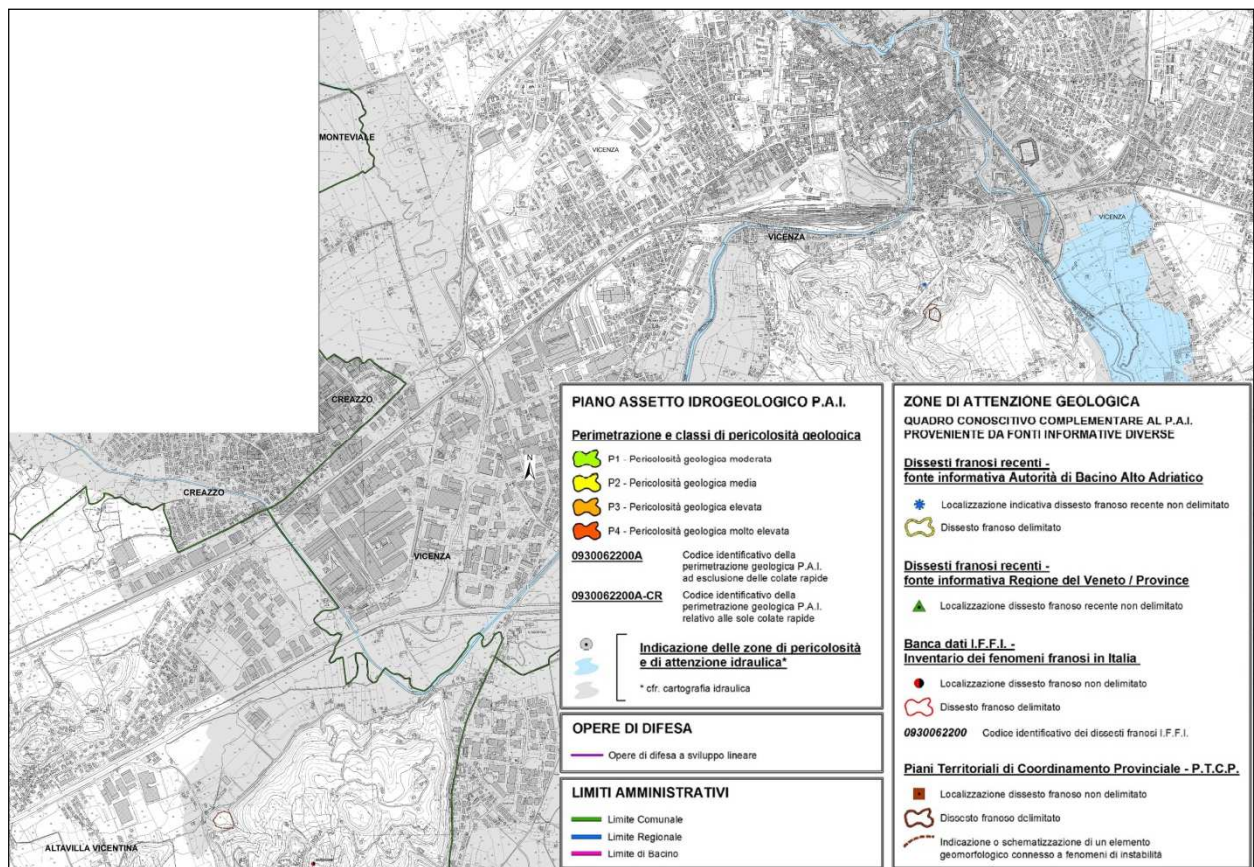 MONTEVIALE
VICENZA
VICENZA
VICENZA
CREAZZO
CREAZZO
VICENZA
ALTAVILLA VICENTINA
N
PIANO ASSETTO IDROGEOLOGICO P.A.I.
Perimetrazione e classi di pericolosità geologica
P1 - Pericolosità geologica moderata
P2 - Pericolosità geologica media
P3 - Pericolosità geologica elevata
P4 - Pericolosità geologica molto elevata
0930062200A Codice identificativo della
perimetrazione geologica P.A.I.
ad esclusione delle colate rapide
0930062200A-CR Codice identificativo della
perimetrazione geologica P.A.I.
relativo alle sole colate rapide
Indicazione delle zone di pericolosità
e di attenzione idraulica*
* cfr. cartografia idraulica
OPERE DI DIFESA
Opere di difesa a sviluppo lineare
LIMITI AMMINISTRATIVI
Limite Comunale
Limite Regionale
Limite di Bacino
ZONE DI ATTENZIONE GEOLOGICA
QUADRO CONOSCITIVO COMPLEMENTARE AL P.A.I.
PROVENIENTE DA FONTI INFORMATIVE DIVERSE
Dissesti franosi recenti -
fonte informativa Autorità di Bacino Alto Adriatico
Localizzazione indicativa dissesto franoso recente non delimitato
Dissesto franoso delimitato
Dissesti franosi recenti -
fonte informativa Regione del Veneto / Province
Localizzazione dissesto franoso recente non delimitato
Banca dati I.F.F.I. -
Inventario dei fenomeni franosi in Italia
Localizzazione dissesto franoso non delimitato
Dissesto franoso delimitato
0930062200 Codice identificativo dei dissesti franosi I.F.F.I.
Piani Territoriali di Coordinamento Provinciale - P.T.C.P.
Localizzazione dissesto franoso non delimitato
Dissesto franoso delimitato
Indicazione o schematizzazione di un elemento
geomorfologico connesso a fenomeni di instabilità